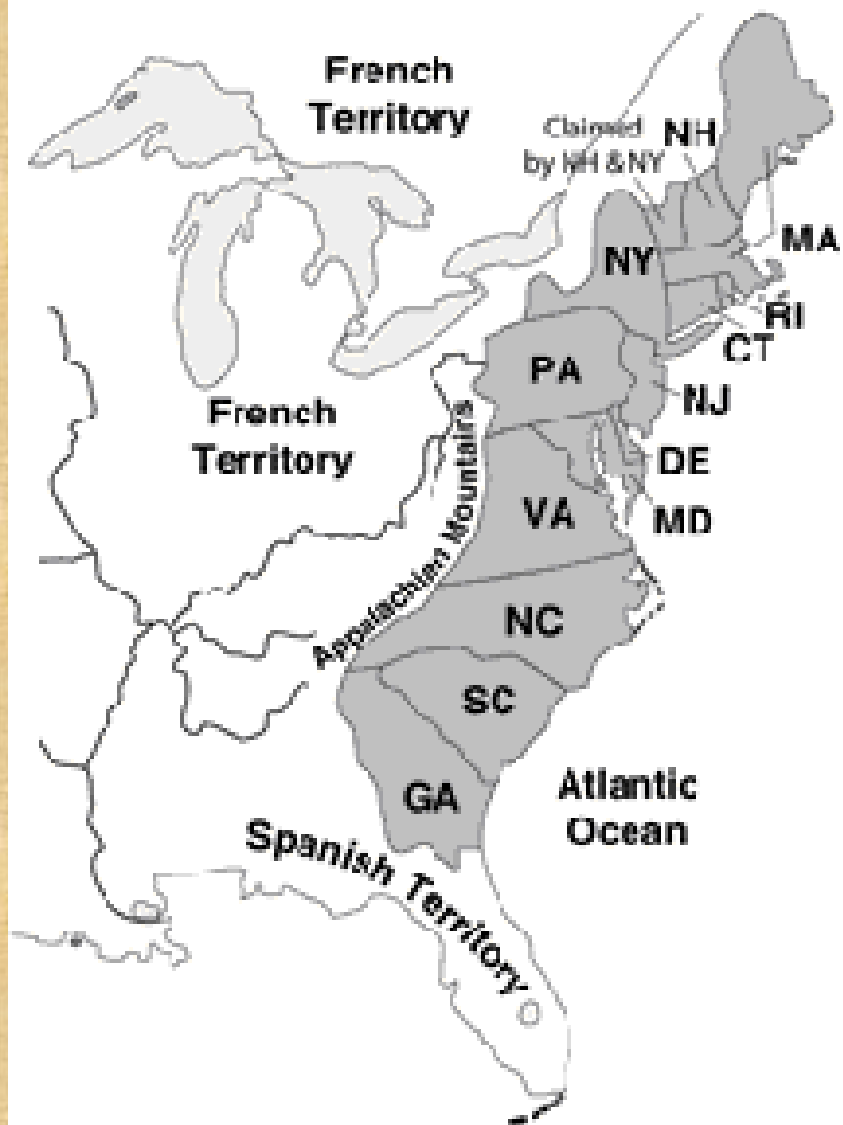 French
Territory
Claimed
by NH & NY
NH
MA
NY
RI
CT
PA
NJ
French
Territory
DE
MD
Appalachian Mountains
VA
NC
SC
GA
Atlantic
Ocean
Spanish Territory